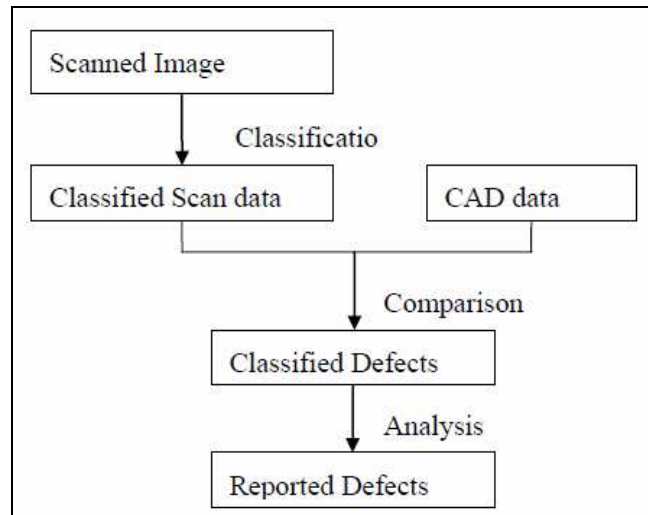 Scanned Image
Classificatio
Classified Scan data
CAD data
Comparison
Classified Defects
Analysis
Reported Defects